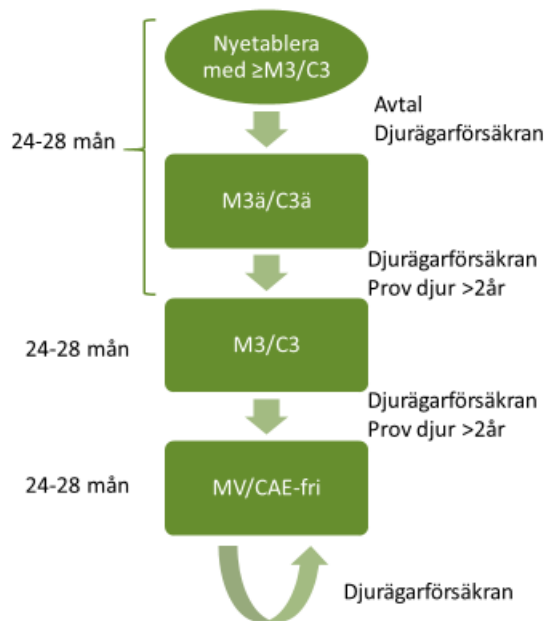 Nyetablera
med ≥M3/C3
Avtal
Djurägarförsäkran
24-28 mån
M3ä/C3ä
Djurägarförsäkran
Prov djur >2år
M3/C3
24-28 mån
Djurägarförsäkran
Prov djur >2år
24-28 mån
MV/CAE-fri
Djurägarförsäkran